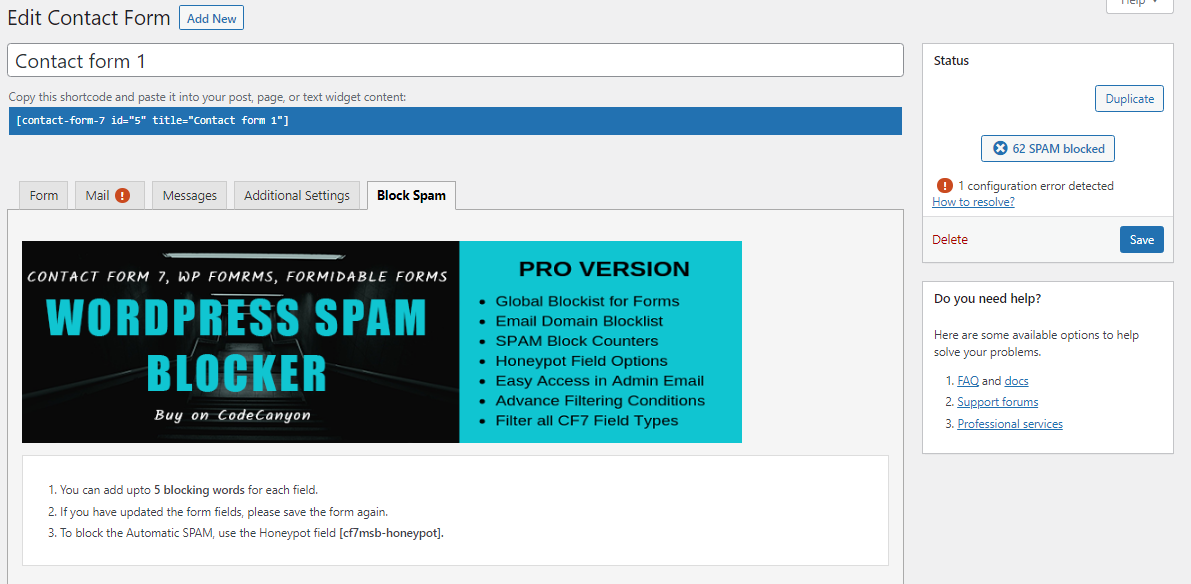 Edit Contact Form
Add New
Help
Contact form 1
Copy this shortcode and paste it into your post, page, or text widget content:
[contact-form-7 id="5" title="Contact form 1"]
Form
Mail !
Messages
Additional Settings
Block Spam
CONTACT FORM 7, WP FOMRMS, FORMIDABLE FORMS
WORDPRESS SPAM
BLOCKER
Buy on CodeCanyon
PRO VERSION
• Global Blockist for Forms
• Email Domain Blocklist
• SPAM Block Counters
• Honeypot Field Options
• Easy Access in Admin Email
• Advance Filtering Conditions
• Filter all CF7 Field Types
1. You can add upto 5 blocking words for each field.
2. If you have updated the form fields, please save the form again.
3. To block the Automatic SPAM, use the Honeypot field [cf7msb-honeypot].
Status
Duplicate
62 SPAM blocked
! 1 configuration error detected
How to resolve?
Delete
Save
Do you need help?
Here are some available options to help
solve your problems.
1. FAQ and docs
2. Support forums
3. Professional services